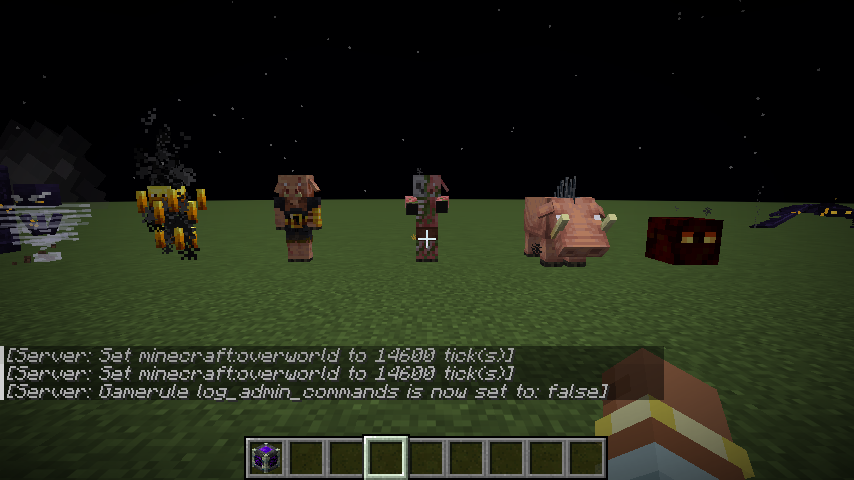 [Server: Set minecraft:overworld to 14600 tick(s)]
[Server: Set minecraft:overworld to 14600 tick(s)]
[Server: Gamerule log_admin_commands is now set to: false]